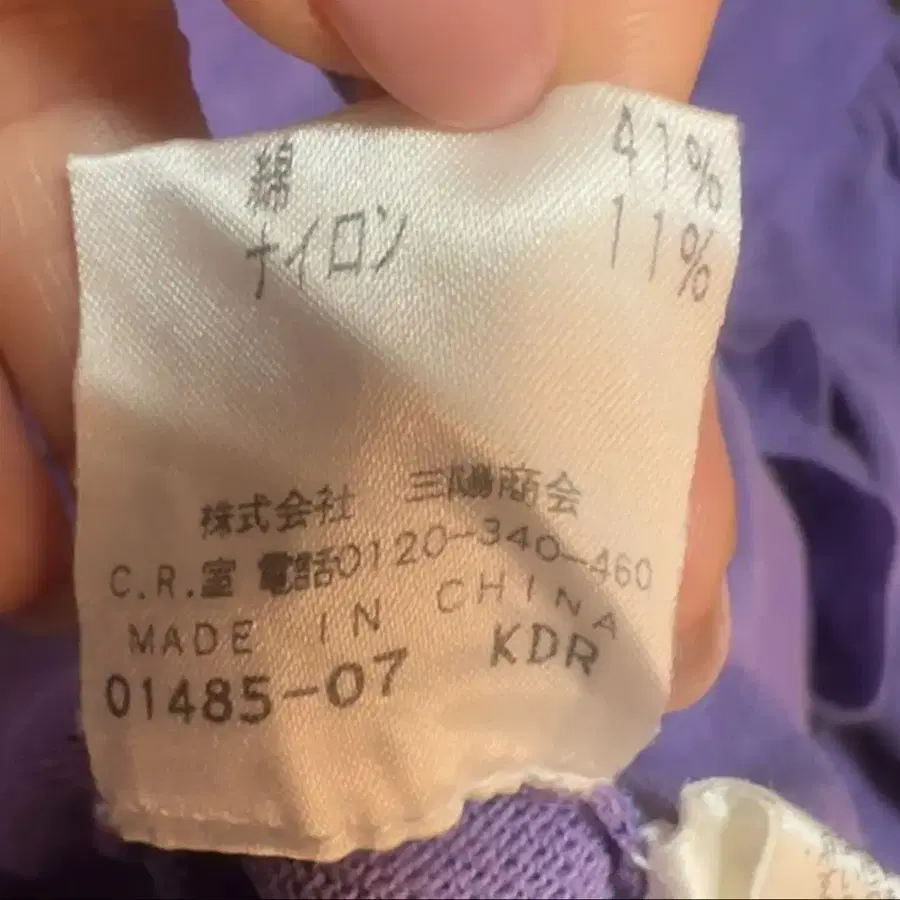 綿 41%
ナイロン 11%
株式会社 三陽商会
C.R.室 電話0120-340-460
MADE IN CHINA
01485-07 KDR